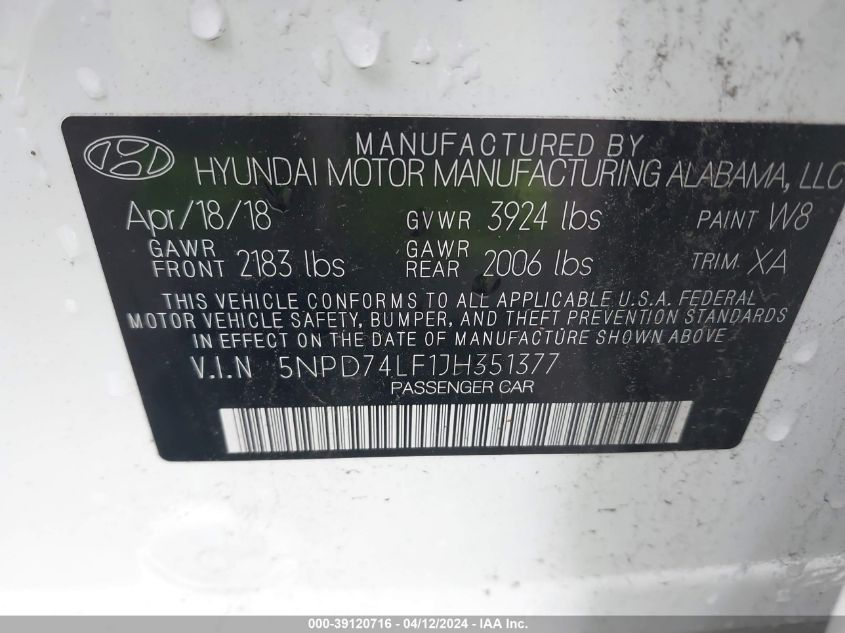 MANUFACTURED BY
HYUNDAI MOTOR MANUFACTURING ALABAMA, LLC
Apr/18/18 GVWR 3924 lbs PAINT W8
GAWR FRONT 2183 lbs GAWR REAR 2006 lbs TRIM XA
THIS VEHICLE CONFORMS TO ALL APPLICABLE U.S.A. FEDERAL
MOTOR VEHICLE SAFETY, BUMPER, AND THEFT PREVENTION STANDARDS
IN EFFECT ON THE DATE OF MANUFACTURE SHOWN ABOVE
V.I.N 5NPD74LF1JH351377
PASSENGER CAR
000-39120716 - 04/12/2024 - IAA Inc.